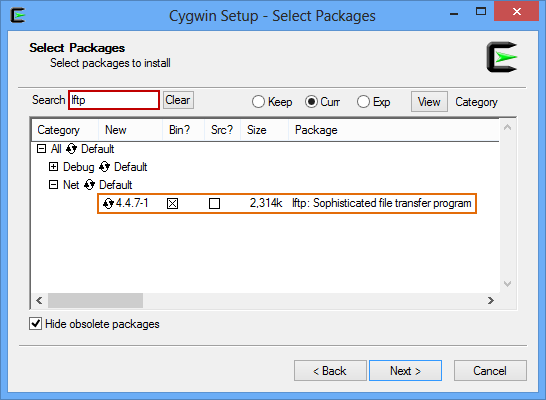 Cygwin Setup - Select Packages
Select Packages
Select packages to install
Search lftp Clear Keep Curr Exp View Category
Category New Bin? Src? Size Package
All Default
Debug Default
Net Default
4.4.7-1 2,314k lftp: Sophisticated file transfer program
Hide obsolete packages
< Back Next > Cancel